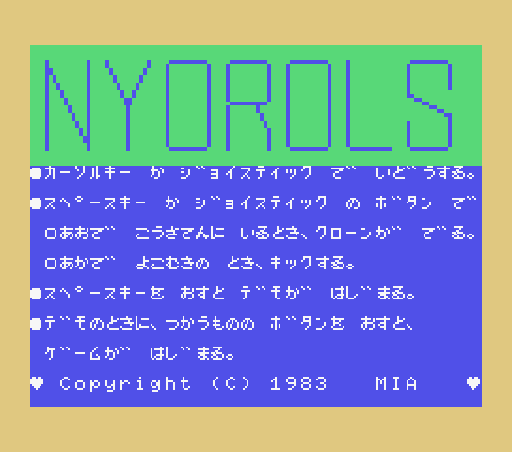 NYOROLS
●カーソルキー か ジョイスティック で いどうする。
●スペースキー か ジョイスティック の ボタン で
○あおで こうさてんに いるとき、クローンが でる。
○あかで よこむきの とき、キックする。
●スペースキーを おすと デモが はじまる。
●デモのときに、つかうものの ボタンを おすと、
ゲームが はじまる。
♥ Copyright (C) 1983 MIA ♥